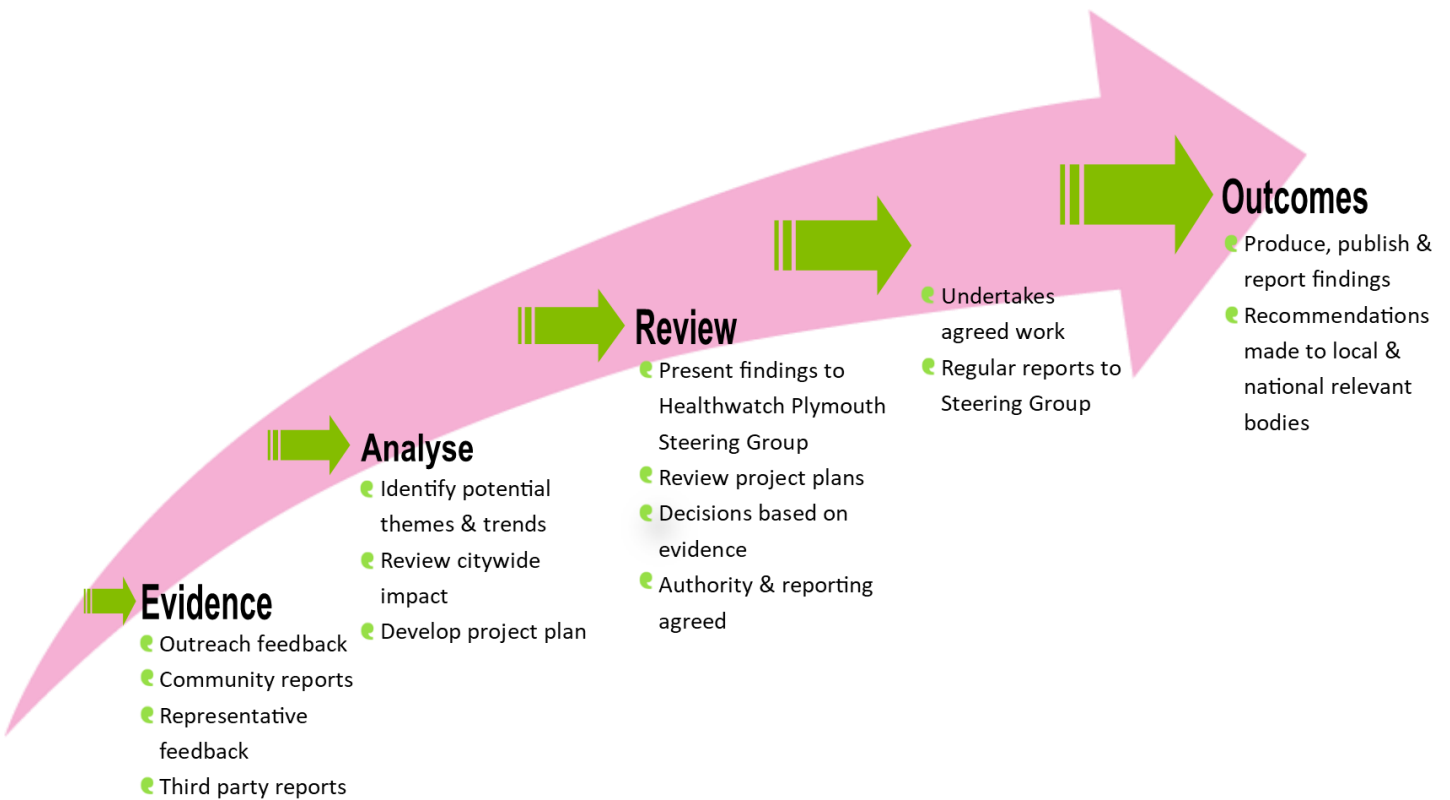 Evidence
Outreach feedback
Community reports
Representative
feedback
Third party reports
Analyse
Identify potential
themes & trends
Review citywide
impact
Develop project plan
Review
Present findings to
Healthwatch Plymouth
Steering Group
Review project plans
Decisions based on
evidence
Authority & reporting
agreed
Undertakes
agreed work
Regular reports to
Steering Group
Outcomes
Produce, publish &
report findings
Recommendations
made to local &
national relevant
bodies